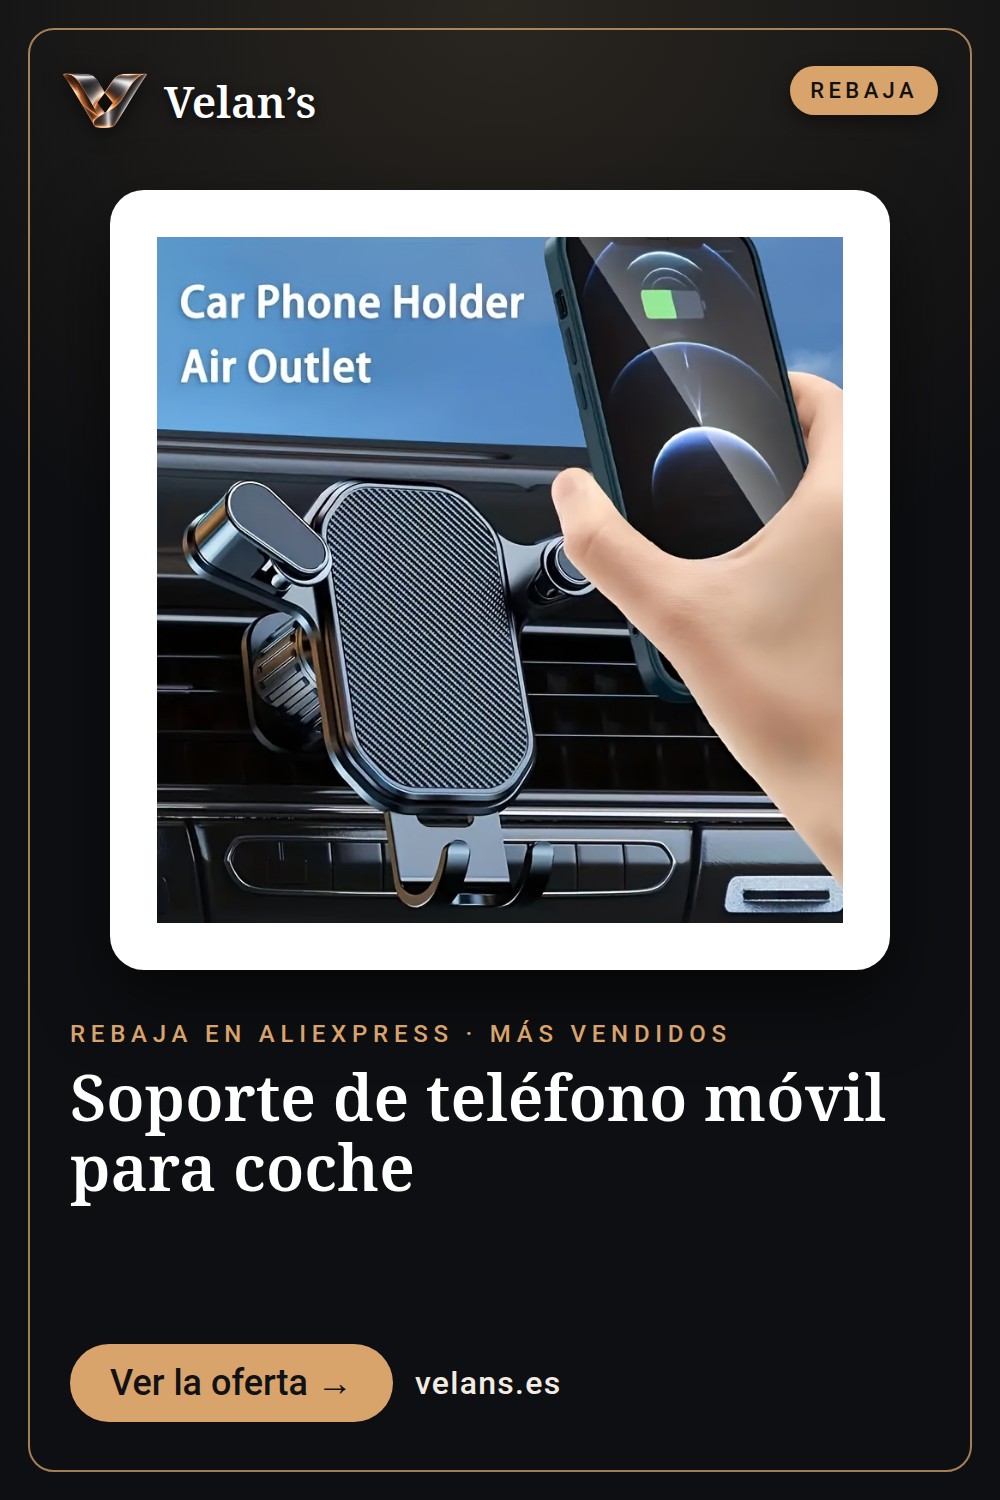 Velan’s
REBAJA
Car Phone Holder
Air Outlet
REBAJA EN ALIEXPRESS · MÁS VENDIDOS
Soporte de teléfono móvil
para coche
Ver la oferta →
velans.es